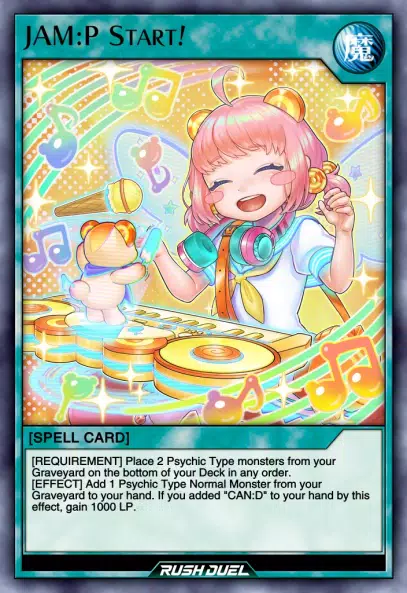 JAM:P START!
魔
[SPELL CARD]
[REQUIREMENT] Place 2 Psychic Type monsters from your
Graveyard on the bottom of your Deck in any order.
[EFFECT] Add 1 Psychic Type Normal Monster from your
Graveyard to your hand. If you added "CAN:D" to your hand by this
effect, gain 1000 LP.
RUSH DUEL